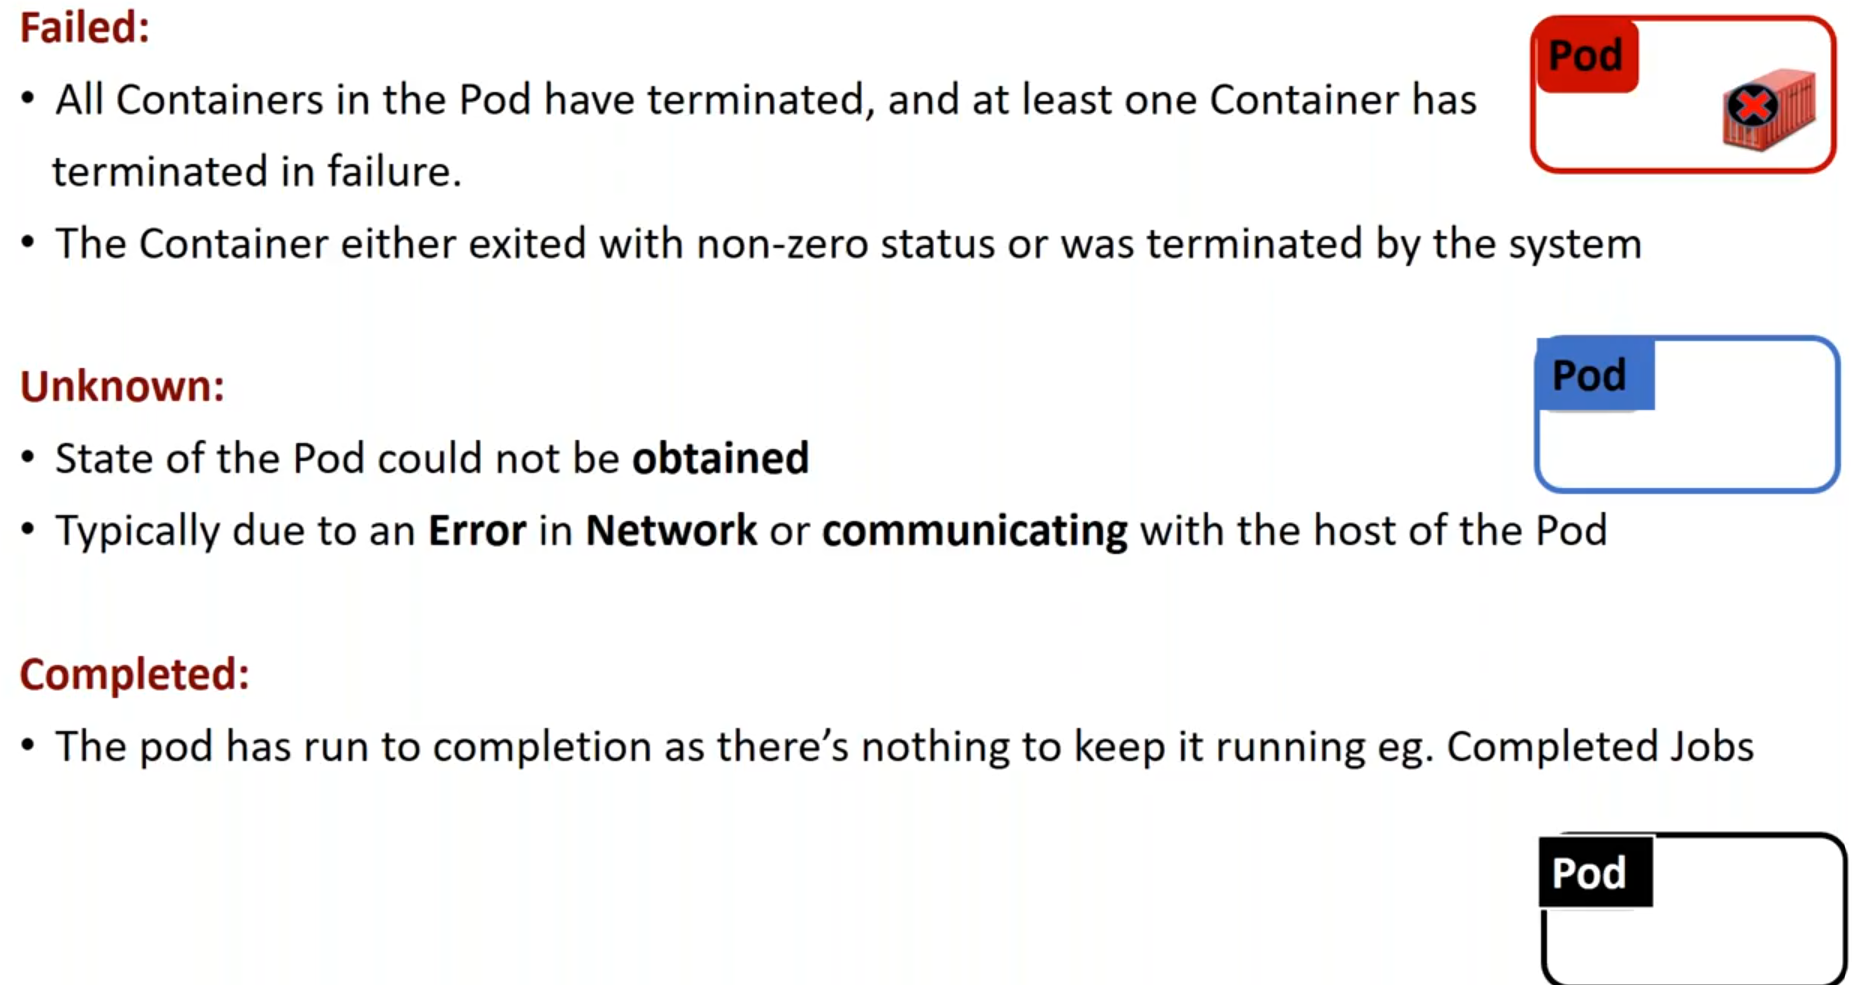 Failed:
Pod
• All Containers in the Pod have terminated, and at least one Container has
terminated in failure.
• The Container either exited with non-zero status or was terminated by the system
Unknown:
Pod
• State of the Pod could not be obtained
• Typically due to an Error in Network or communicating with the host of the Pod
Completed:
• The pod has run to completion as there’s nothing to keep it running eg. Completed Jobs
Pod